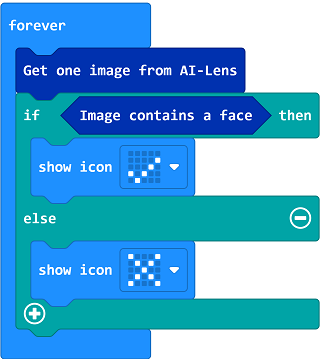 forever
Get one image from AI-Lens
if Image contains a face then
show icon
else
show icon